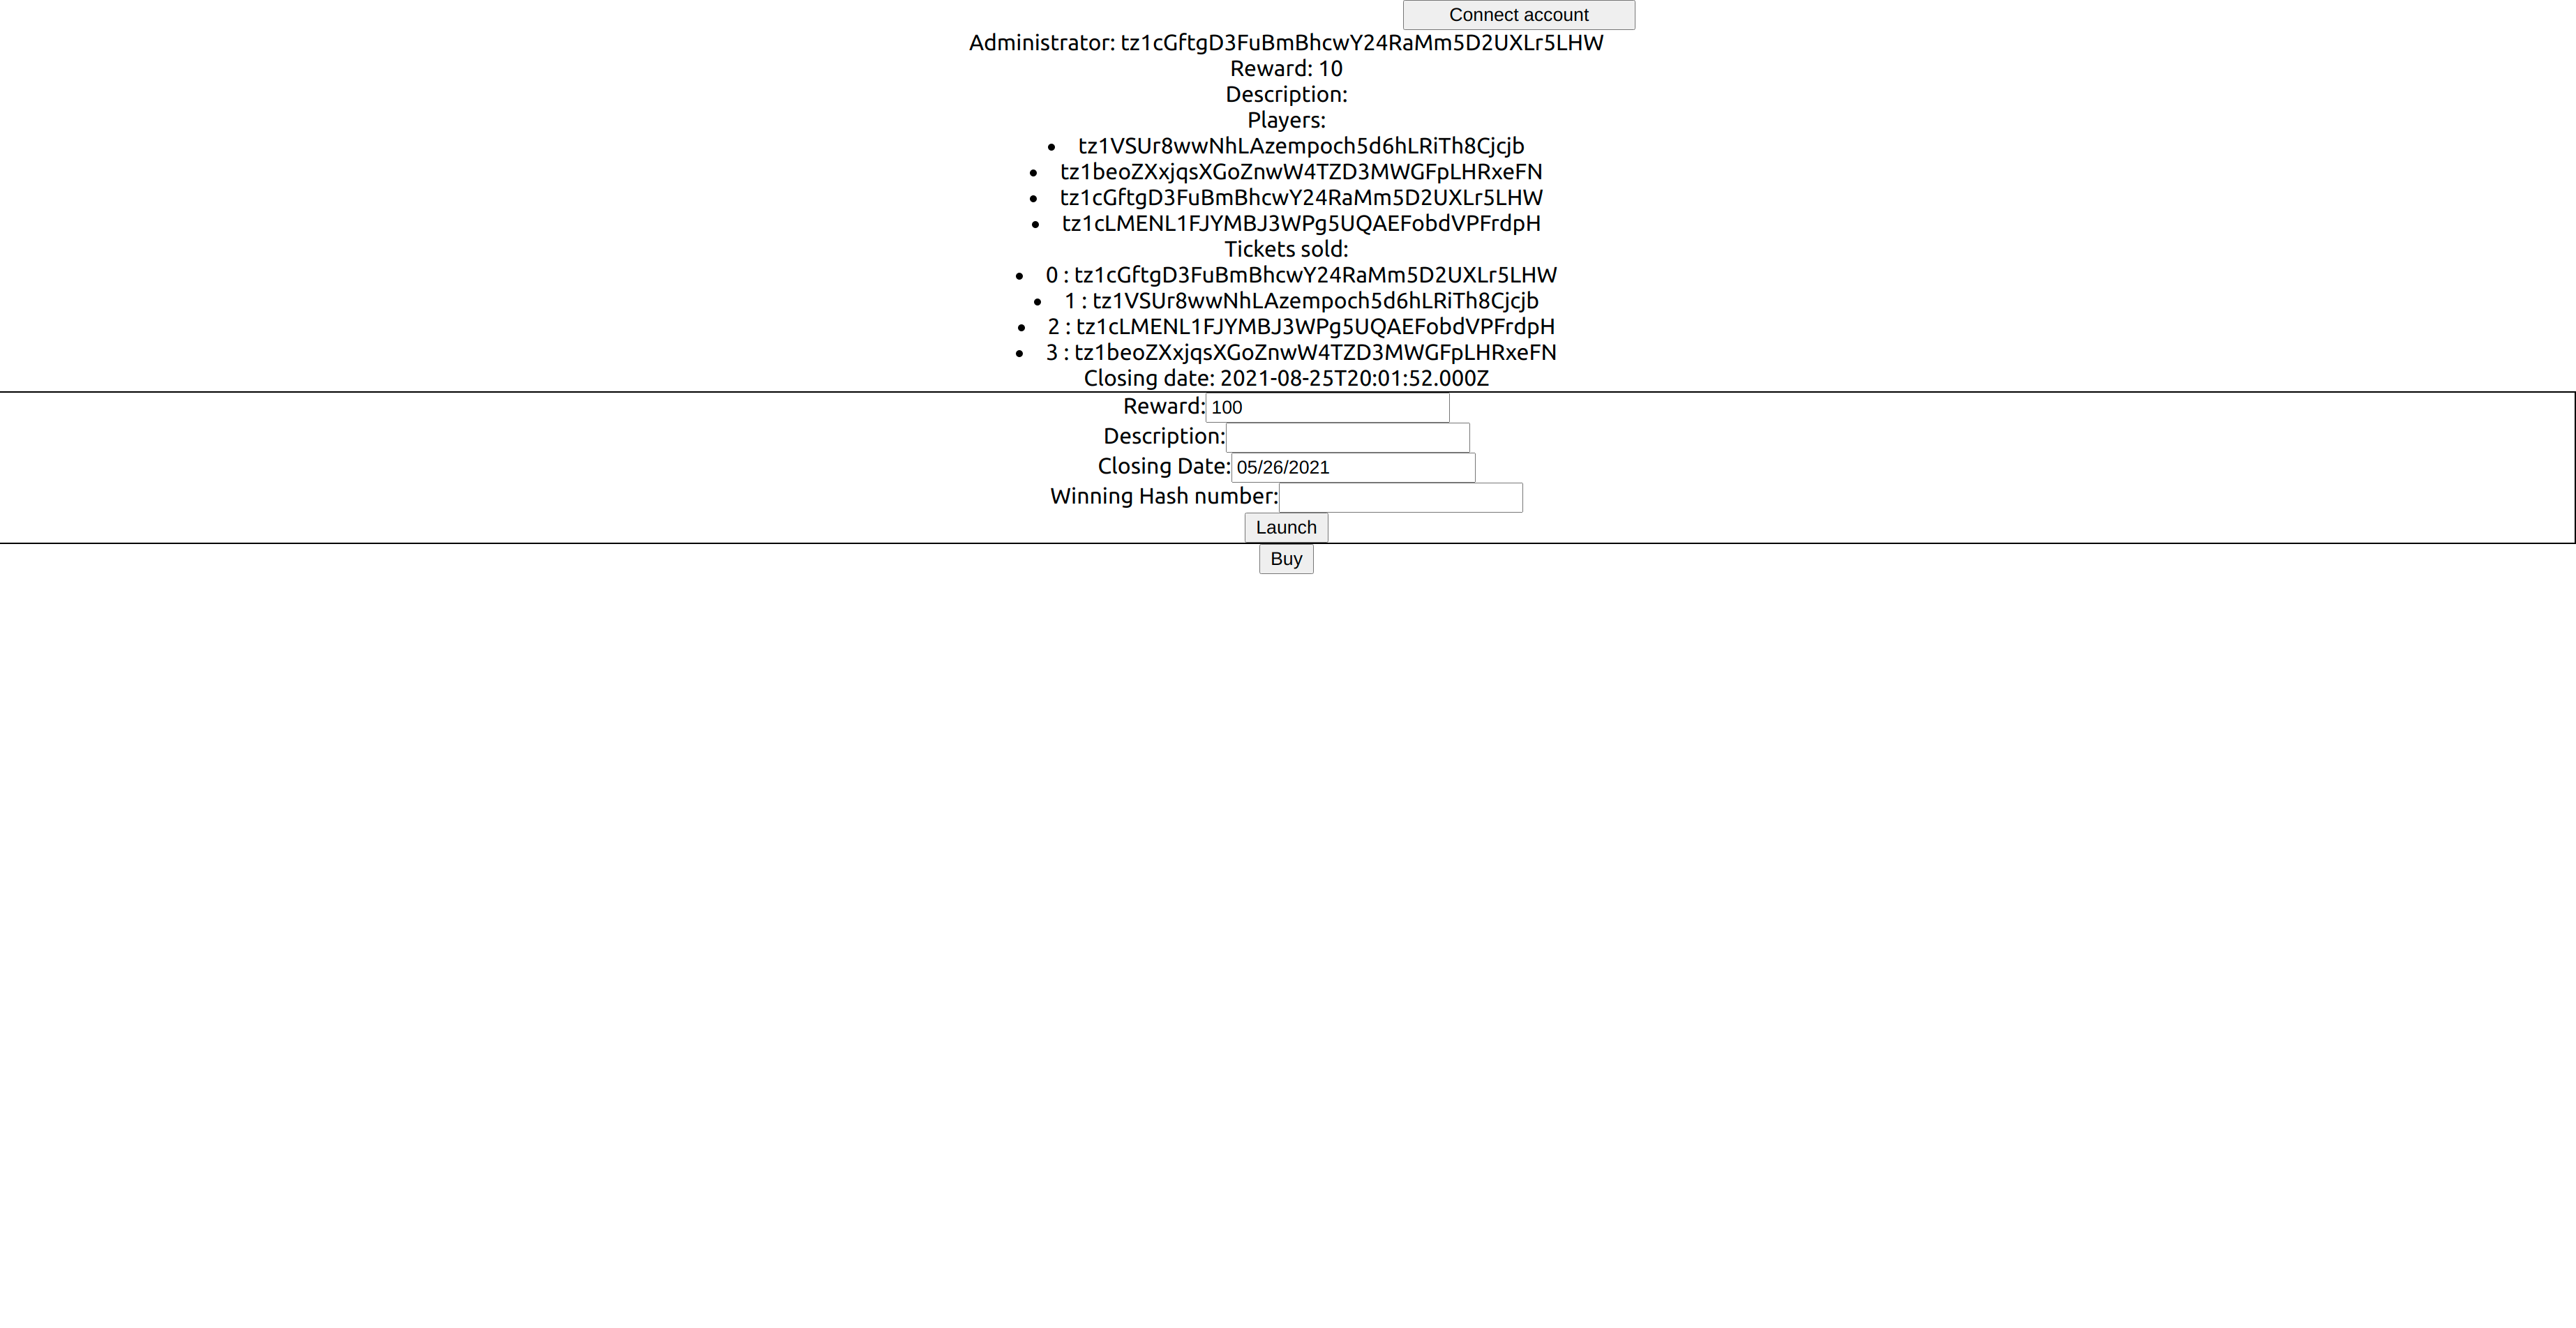 Connect account
Administrator: tz1cGftgD3FuBmBhcwY24RaMm5D2UXLr5LHW
Reward: 10
Description:
Players:
• tz1VSUr8wwNhLAzempoch5d6hLRiTh8Cjcjb
• tz1beoZXxjqsXGoZnwW4TZD3MWGFpLHRxeFN
• tz1cGftgD3FuBmBhcwY24RaMm5D2UXLr5LHW
• tz1cLMENL1FJYMBJ3WPg5UQAEFobdVPFrdpH
Tickets sold:
• 0 : tz1cGftgD3FuBmBhcwY24RaMm5D2UXLr5LHW
• 1 : tz1VSUr8wwNhLAzempoch5d6hLRiTh8Cjcjb
• 2 : tz1cLMENL1FJYMBJ3WPg5UQAEFobdVPFrdpH
• 3 : tz1beoZXxjqsXGoZnwW4TZD3MWGFpLHRxeFN
Closing date: 2021-08-25T20:01:52.000Z
Reward: 100
Description:
Closing Date: 05/26/2021
Winning Hash number:
Launch
Buy